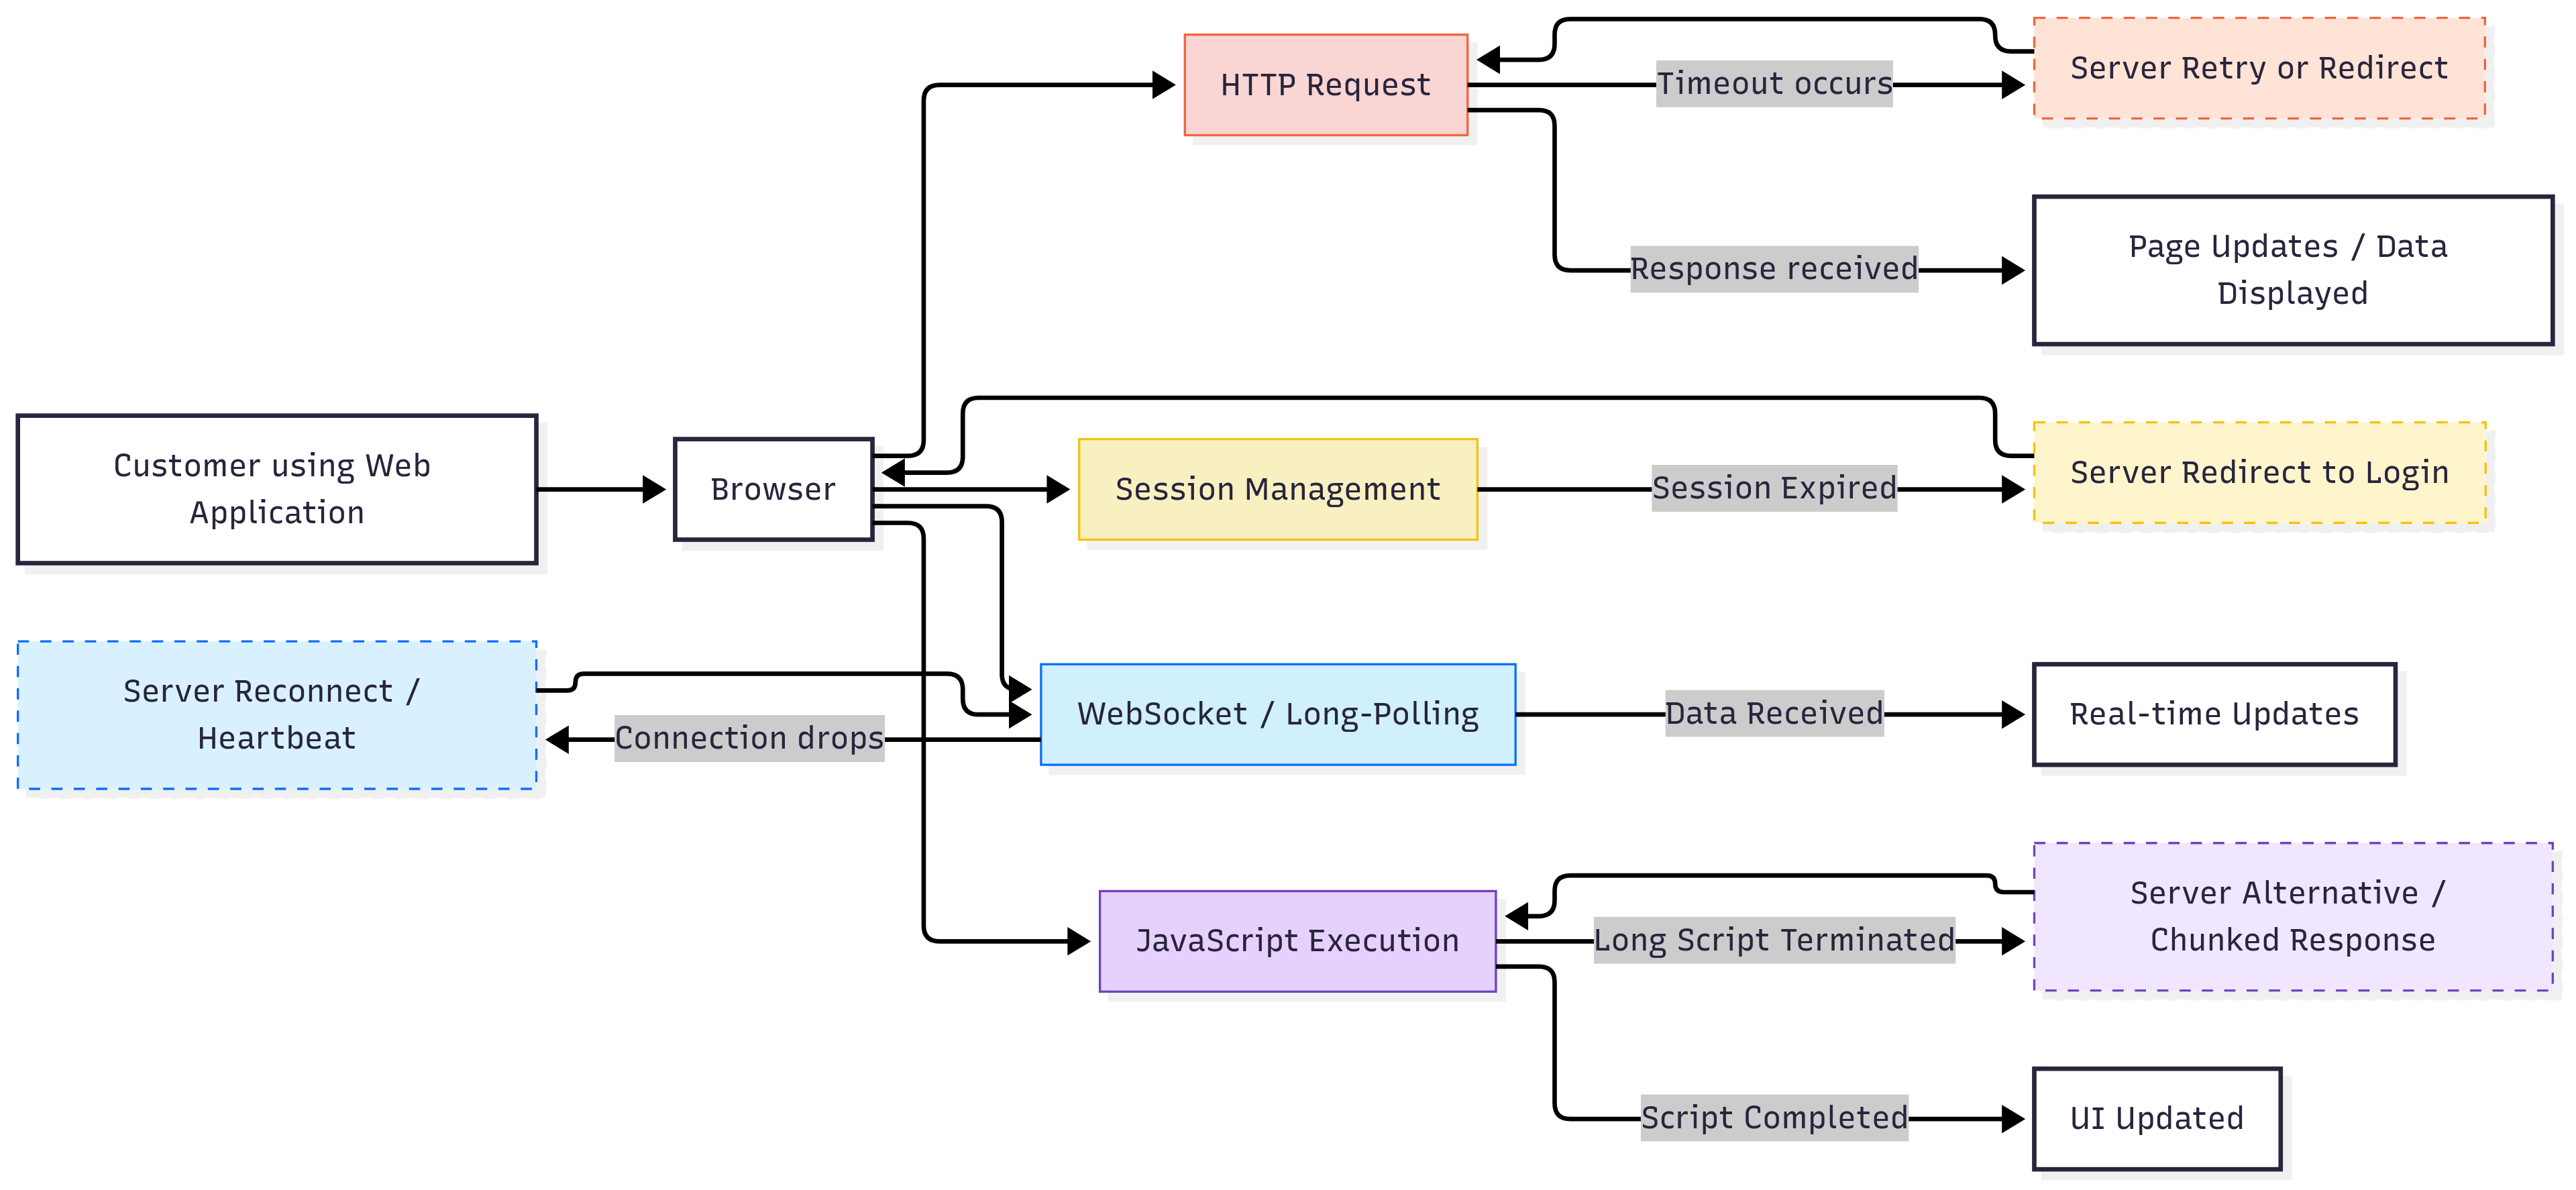 HTTP Request
Timeout occurs
Server Retry or Redirect
Response received
Page Updates / Data
Displayed
Customer using Web
Application
Browser
Session Management
Session Expired
Server Redirect to Login
Server Reconnect /
Heartbeat
Connection drops
WebSocket / Long-Polling
Data Received
Real-time Updates
JavaScript Execution
Long Script Terminated
Server Alternative /
Chunked Response
Script Completed
UI Updated